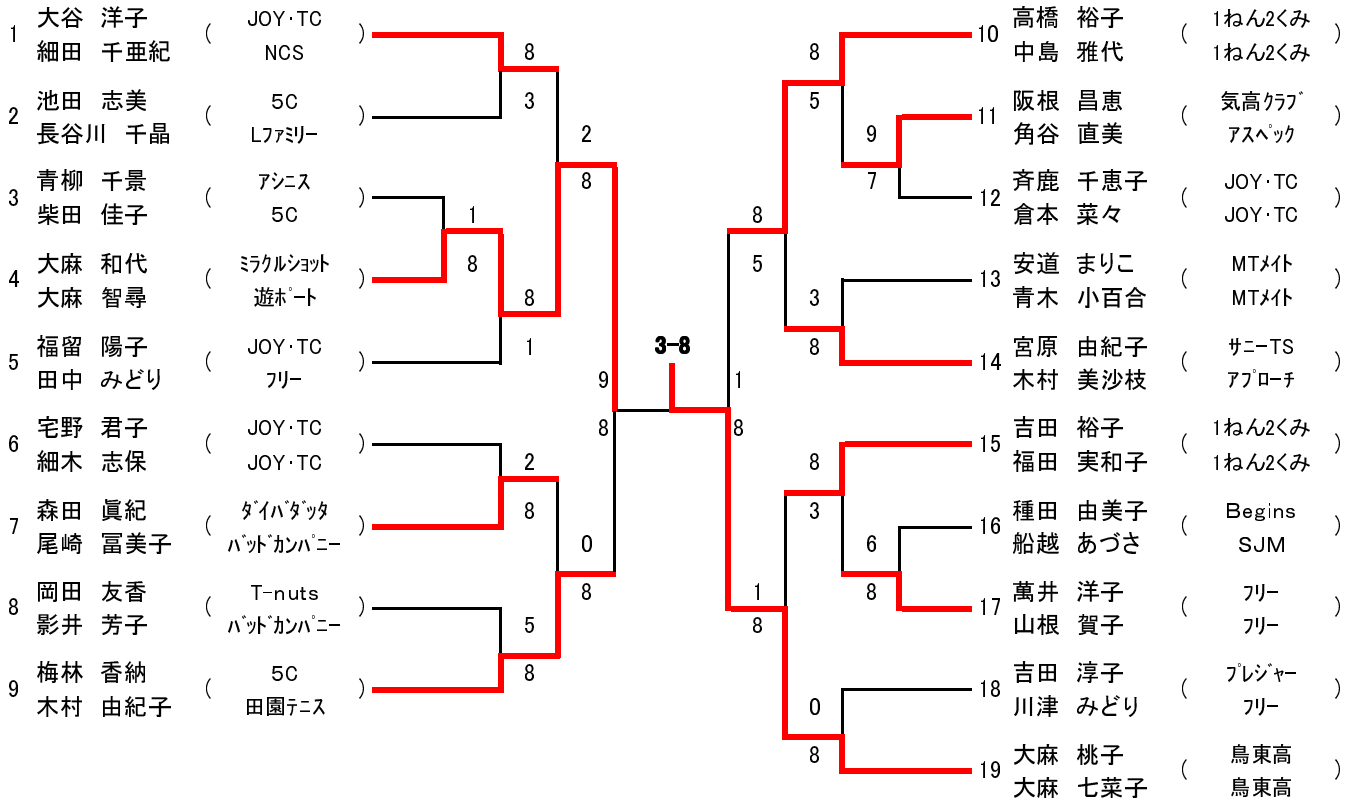 1 大谷 洋子 ( JOY・TC )
細田 千亜紀 NCS
2 池田 志美 ( 5C )
長谷川 千晶 Lファミリー
3 青柳 千景 ( アシニス )
柴田 佳子 5C
4 大麻 和代 ( ミラクルショット )
大麻 智尋 遊ポート
5 福留 陽子 ( JOY・TC )
田中 みどり フリー
6 宅野 君子 ( JOY・TC )
細木 志保 JOY・TC
7 森田 眞紀 ( ダイバダッタ )
尾崎 冨美子 バッドカンパニー
8 岡田 友香 ( T-nuts )
影井 芳子 バッドカンパニー
9 梅林 香納 ( 5C )
木村 由紀子 田園テニス
8
3
2
8
1
8
8
1
9
8
2
8
0
8
5
8
3-8
8
5
9
7
8
5
3
8
1
8
8
3
6
8
1
8
0
8
10 高橋 裕子 ( 1ねん2くみ )
中島 雅代 1ねん2くみ
11 阪根 昌恵 ( 気高クラブ )
角谷 直美 アスペック
12 斉鹿 千恵子 ( JOY・TC )
倉本 菜々 JOY・TC
13 安道 まりこ ( MTメイト )
青木 小百合 MTメイト
14 宮原 由紀子 ( サニーTS )
木村 美沙枝 アプローチ
15 吉田 裕子 ( 1ねん2くみ )
福田 実和子 1ねん2くみ
16 種田 由美子 ( Begins )
船越 あづさ SJM
17 萬井 洋子 ( フリー )
山根 賀子 フリー
18 吉田 淳子 ( プレジャー )
川津 みどり フリー
19 大麻 桃子 ( 鳥東高 )
大麻 七菜子 鳥東高